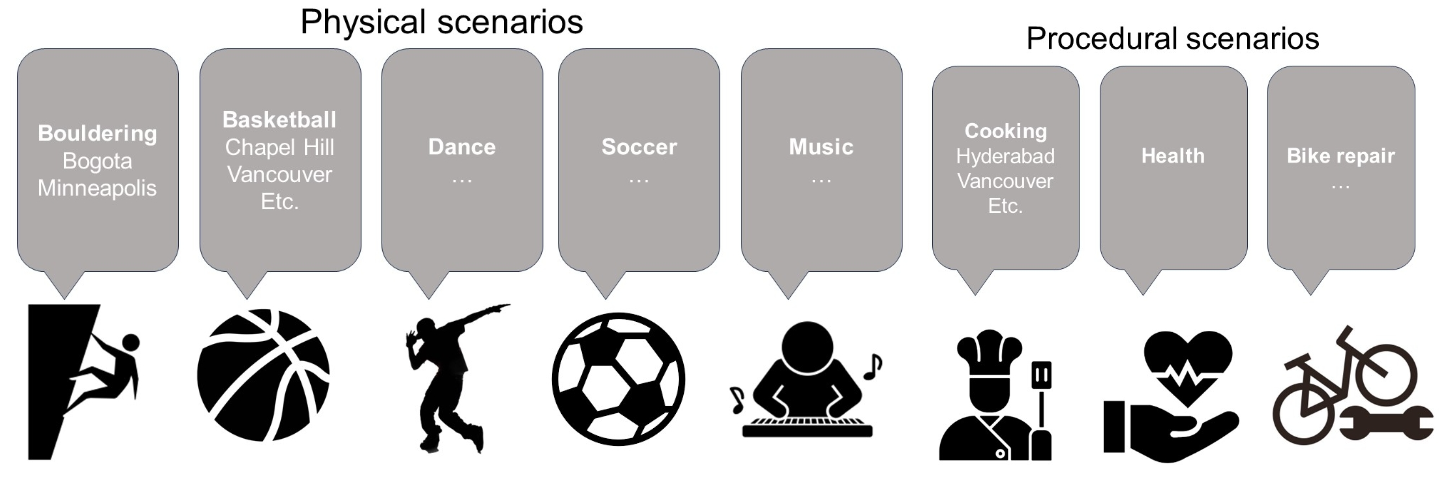 Physical scenarios
Procedural scenarios
Bouldering
Bogota
Minneapolis
Basketball
Chapel Hill
Vancouver
Etc.
Dance
...
Soccer
...
Music
...
Cooking
Hyderabad
Vancouver
Etc.
Health
Bike repair
...